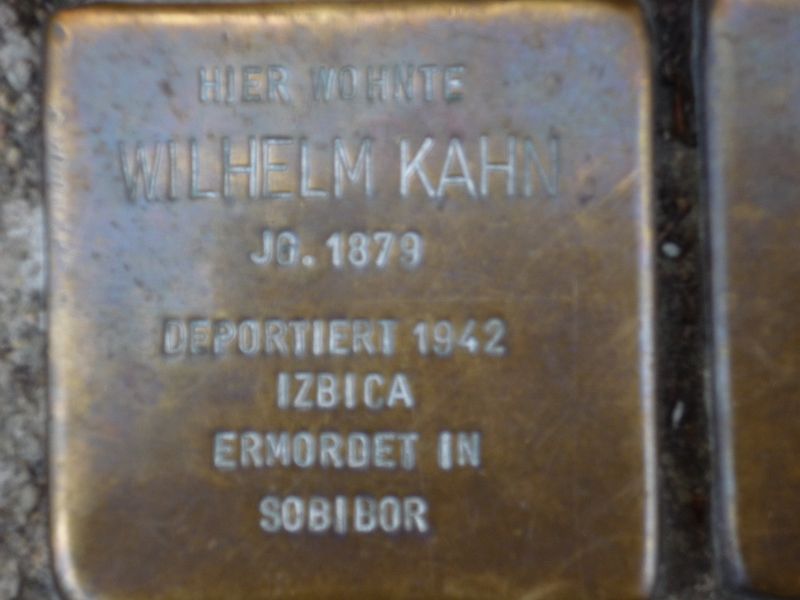 HIER WOHNTE
WILHELM KAHN
JG. 1879
DEPORTIERT 1942
IZBICA
ERMORDET IN
SOBIBOR